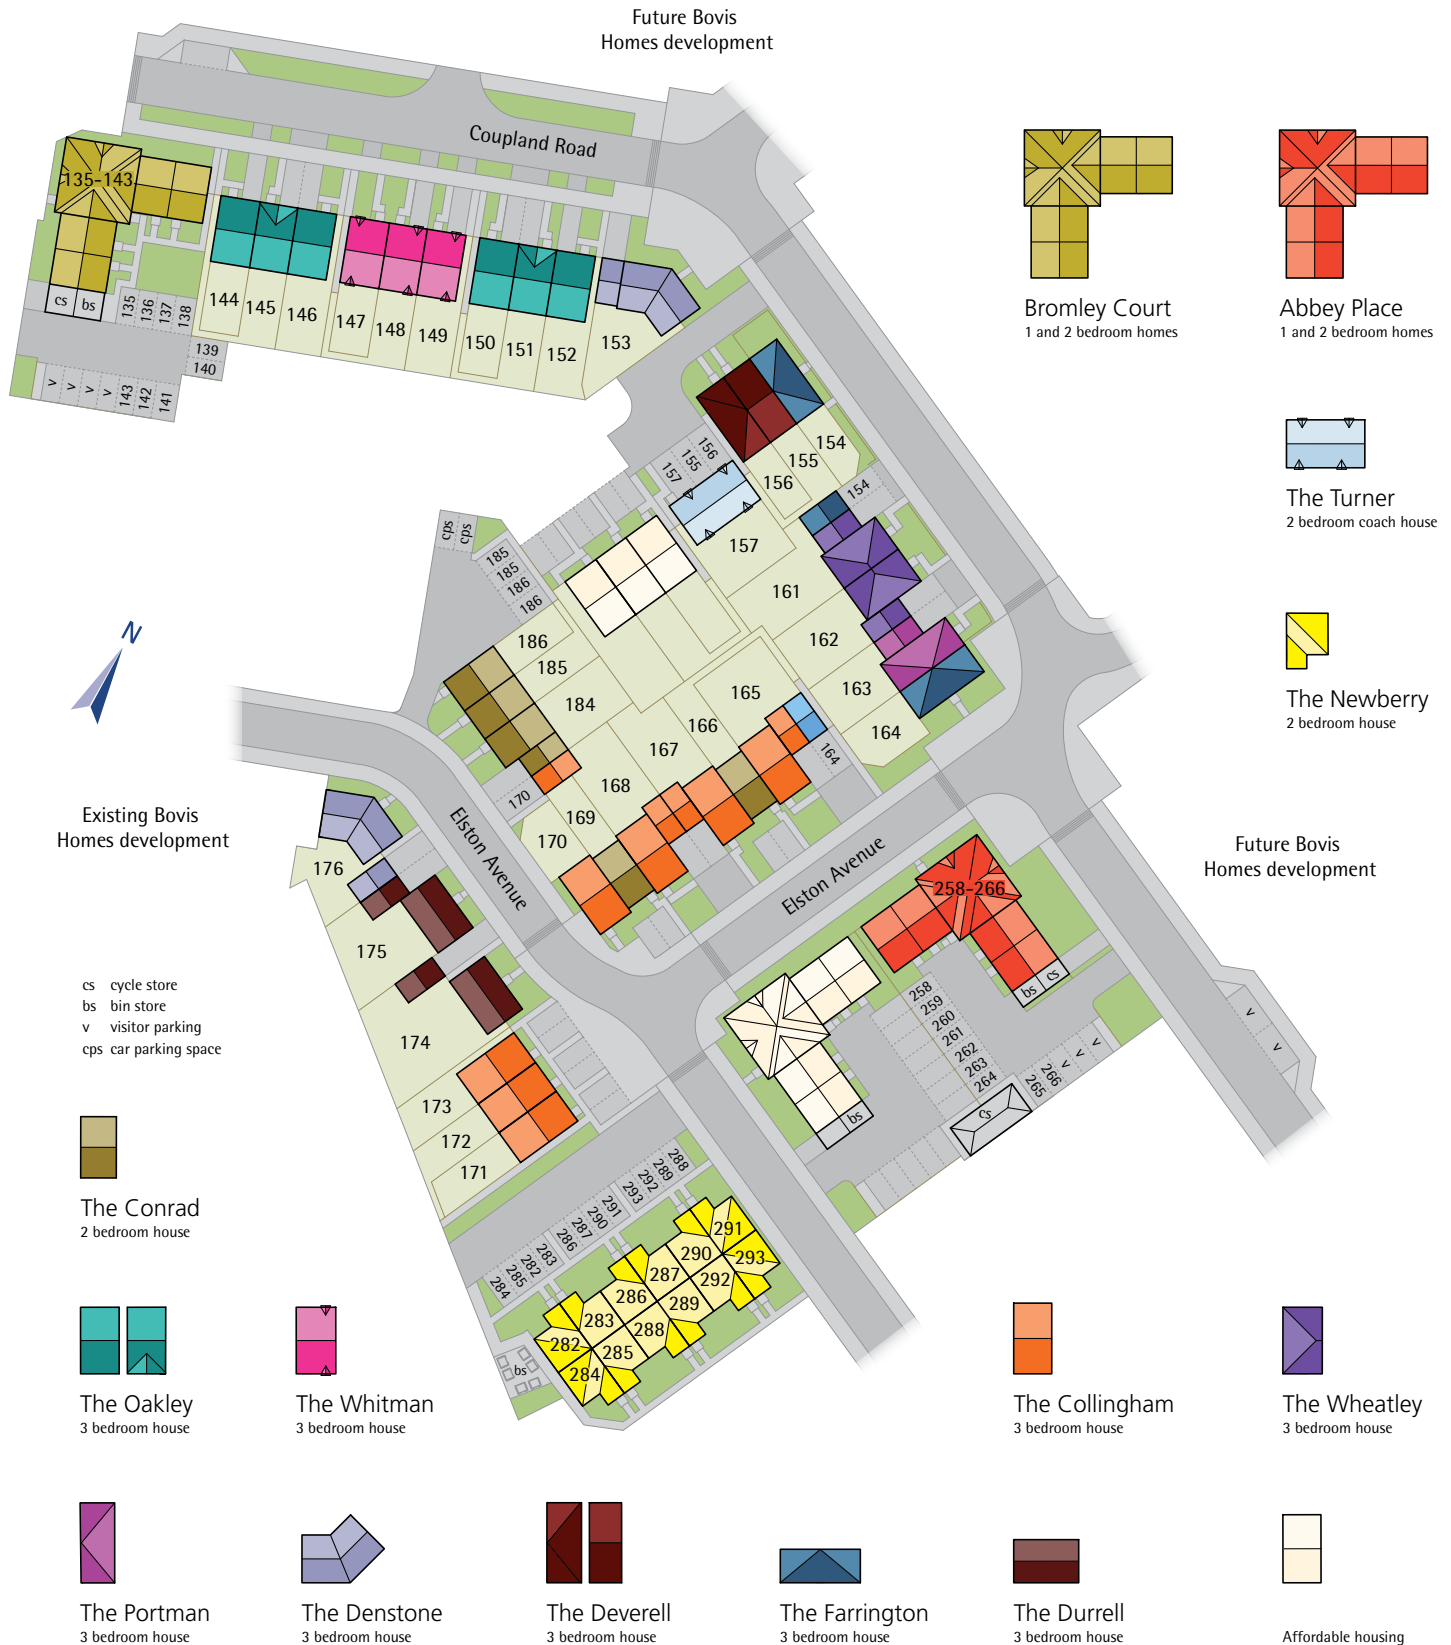 Future Bovis
Homes development
Coupland Road
135-143
cs
bs
135
136
137
138
139
140
v
v
v
v
143
142
141
144
145
146
147
148
149
150
151
152
153
Bromley Court
1 and 2 bedroom homes
Abbey Place
1 and 2 bedroom homes
The Turner
2 bedroom coach house
The Newberry
2 bedroom house
157
155
156
154
155
156
154
157
161
162
163
164
cps
cps
185
185
186
186
186
185
184
165
166
167
168
169
170
170
164
N
Existing Bovis
Homes development
Elston Avenue
Elston Avenue
Future Bovis
Homes development
176
175
174
173
172
171
258-266
bs
cs
258
259
260
261
262
263
264
265
266
v
v
v
v
cs
bs
cs cycle store
bs bin store
v visitor parking
cps car parking space
284
285
282
283
286
287
290
291
293
292
289
288
291
293
290
292
287
289
286
288
283
285
282
284
bs
The Conrad
2 bedroom house
The Oakley
3 bedroom house
The Whitman
3 bedroom house
The Collingham
3 bedroom house
The Wheatley
3 bedroom house
The Portman
3 bedroom house
The Denstone
3 bedroom house
The Deverell
3 bedroom house
The Farrington
3 bedroom house
The Durrell
3 bedroom house
Affordable housing